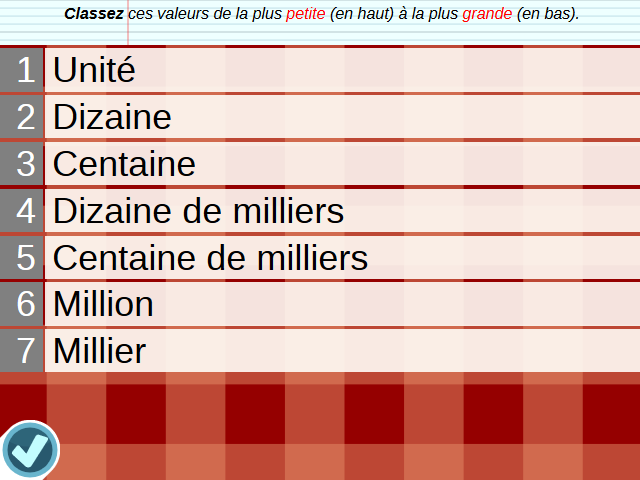 Classez ces valeurs de la plus petite (en haut) à la plus grande (en bas).
1 Unité
2 Dizaine
3 Centaine
4 Dizaine de milliers
5 Centaine de milliers
6 Million
7 Millier